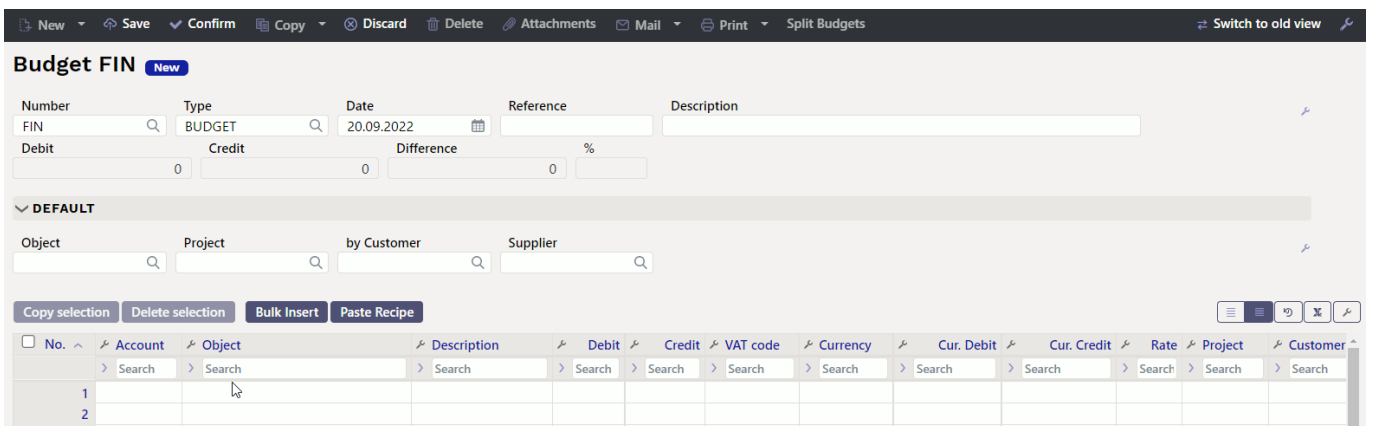 New Save Confirm Copy Discard Delete Attachments Mail Print Split Budgets Switch to old view
Budget FIN New
Number Type Date Reference Description
FIN BUDGET 20.09.2022
Debit Credit Difference %
0 0 0
DEFAULT
Object Project by Customer Supplier
Copy selection Delete selection Bulk Insert Paste Recipe
No. Account Object Description Debit Credit VAT code Currency Cur. Debit Cur. Credit Rate Project Customer
Search Search Search Search Search Search Search Search Search Search Search Search
1
2